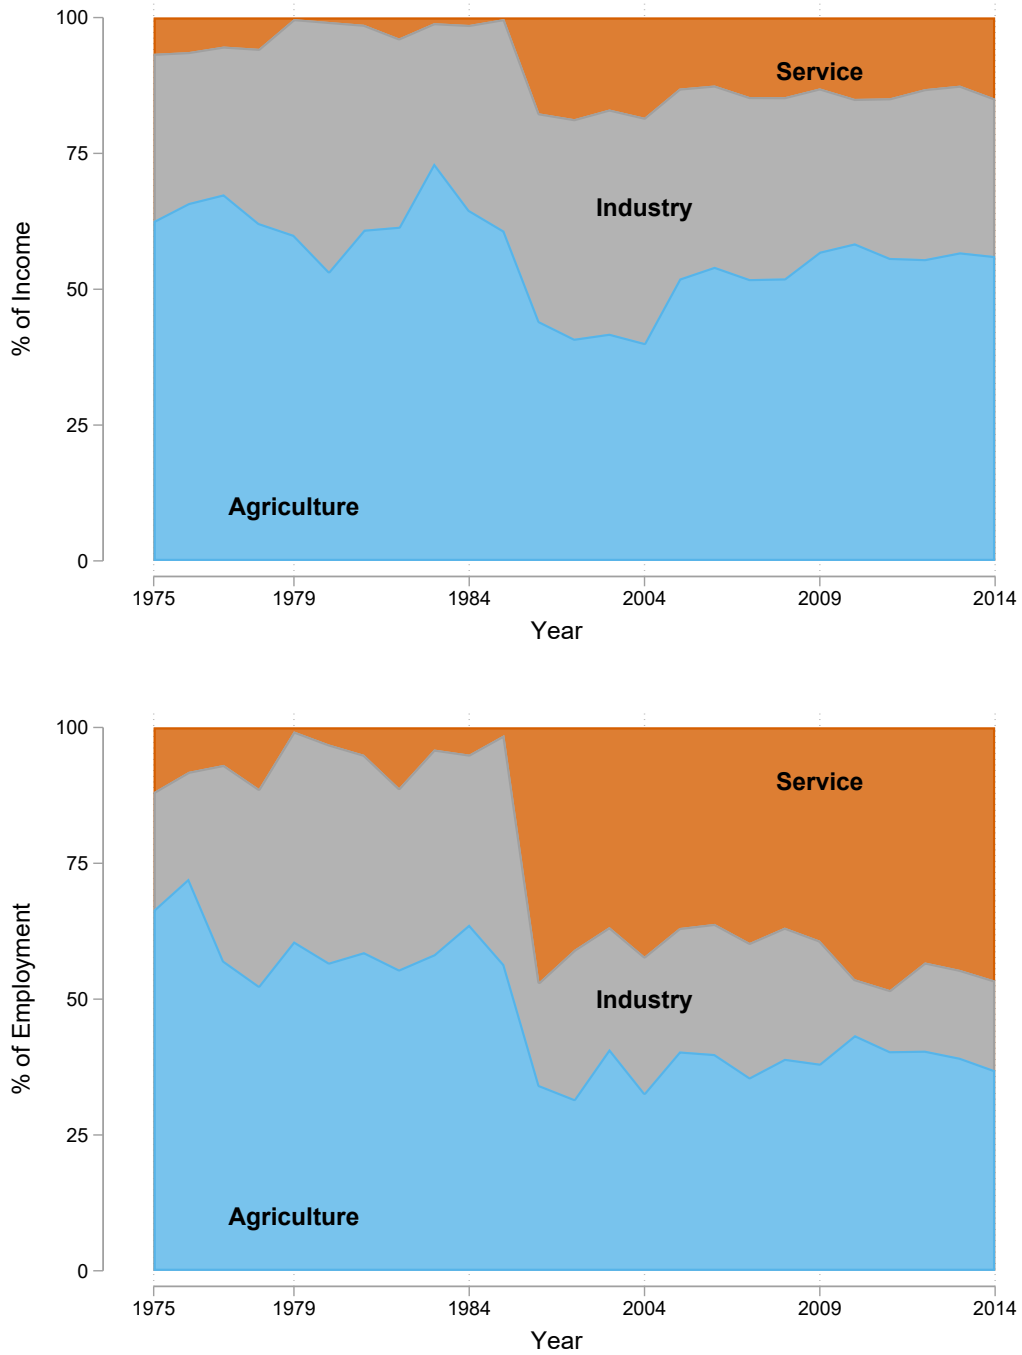 100
Service
75
Industry
50
% of Income
25
Agriculture
0
1975 1979 1984 2004 2009 2014
Year
100
Service
75
50
Industry
% of Employment
25
Agriculture
0
1975 1979 1984 2004 2009 2014
Year